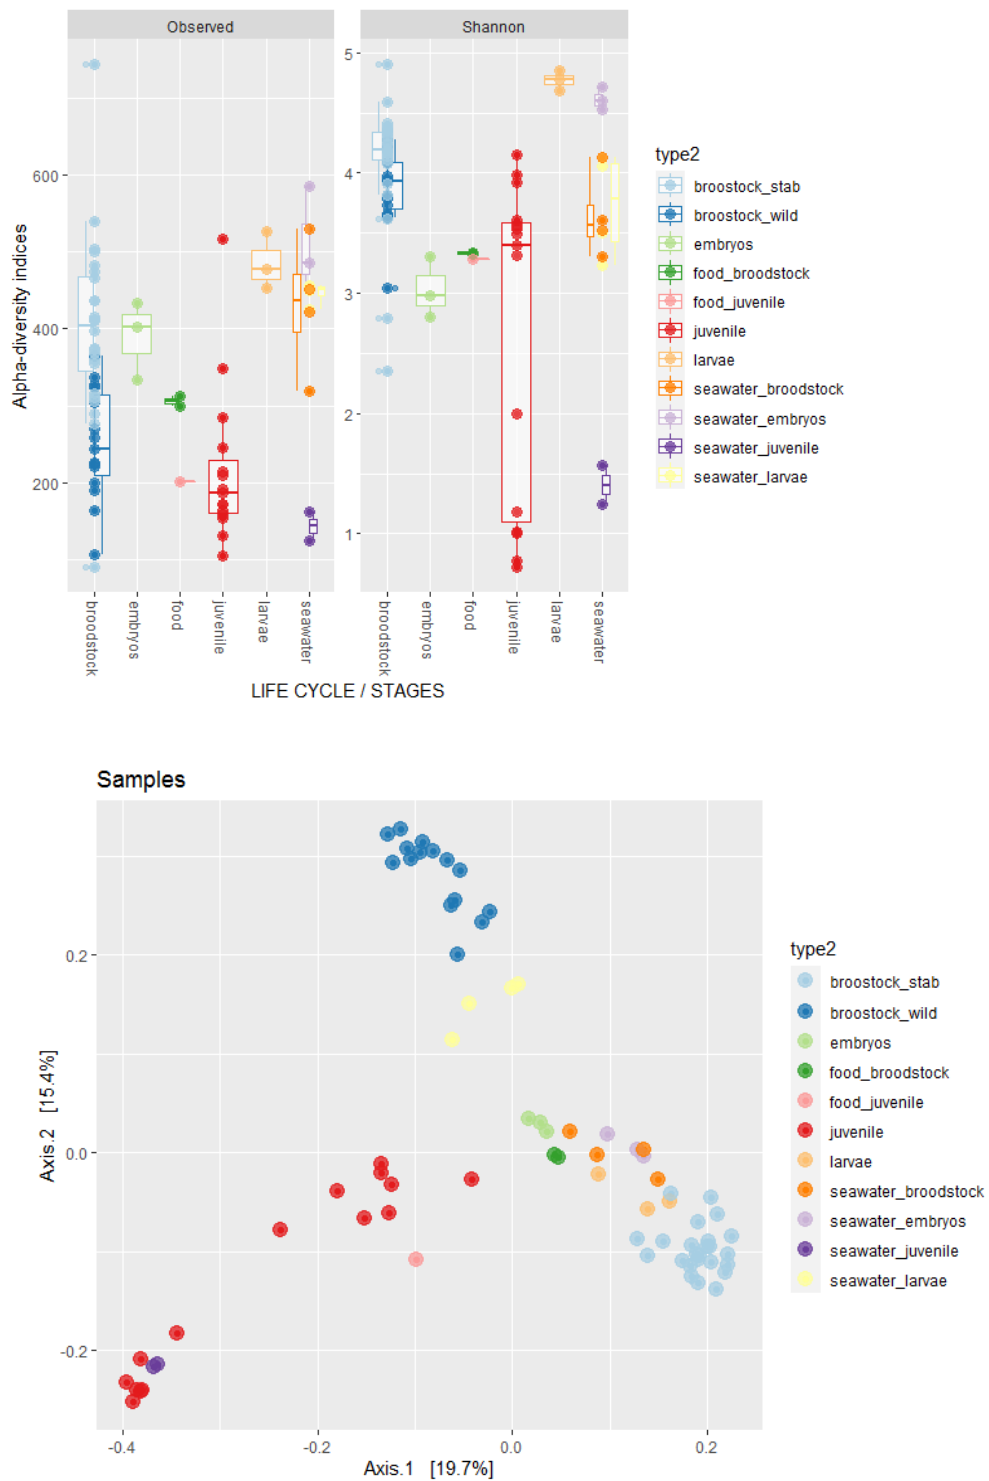 Observed
Shannon
Alpha-diversity indices
600
400
200
5
4
3
2
1
broodstock
embryos
food
juvenile
larvae
seawater
broodstock
embryos
food
juvenile
larvae
seawater
LIFE CYCLE / STAGES
type2
broostock_stab
broostock_wild
embryos
food_broodstock
food_juvenile
juvenile
larvae
seawater_broodstock
seawater_embryos
seawater_juvenile
seawater_larvae
Samples
Axis.2 [15.4%]
0.2
0.0
-0.2
-0.4
-0.2
0.0
0.2
Axis.1 [19.7%]
type2
broostock_stab
broostock_wild
embryos
food_broodstock
food_juvenile
juvenile
larvae
seawater_broodstock
seawater_embryos
seawater_juvenile
seawater_larvae